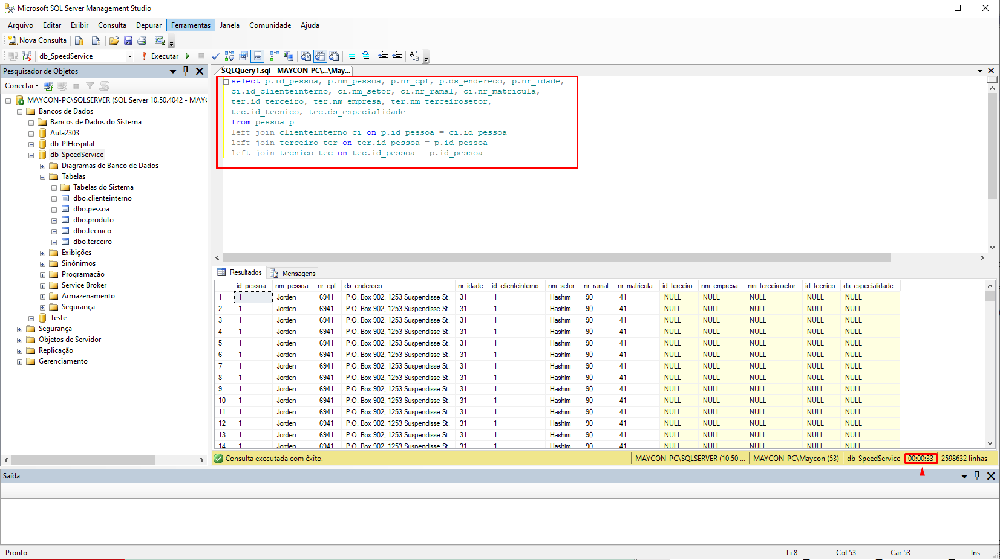 Microsoft SQL Server Management Studio
Arquivo Editar Exibir Consulta Depurar Ferramentas Janela Comunidade Ajuda
Nova Consulta
db_SpeedService Executar
Pesquisador de Objetos
Conectar
MAYCON-PC\SQLSERVER (SQL Server 10.50.4042 - MAY
Bancos de Dados
Bancos de Dados do Sistema
Aula2303
db_PIHospital
db_SpeedService
Diagramas de Banco de Dados
Tabelas
Tabelas do Sistema
dbo.clienteinterno
dbo.pessoa
dbo.produto
dbo.tecnico
dbo.terceiro
Exibições
Sinônimos
Programação
Service Broker
Armazenamento
Segurança
Teste
Segurança
Objetos de Servidor
Replicação
Gerenciamento
SQLQuery1.sql - MAYCON-PC\...\May...
select p.id_pessoa, p.nm_pessoa, p.nr_cpf, p.ds_endereco, p.nr_idade,
ci.id_clienteinterno, ci.nm_setor, ci.nr_ramal, ci.nr_matricula,
ter.id_terceiro, ter.nm_empresa, ter.nm_terceirosetor,
tec.id_tecnico, tec.ds_especialidade
from pessoa p
left join clienteinterno ci on p.id_pessoa = ci.id_pessoa
left join terceiro ter on ter.id_pessoa = p.id_pessoa
left join tecnico tec on tec.id_pessoa = p.id_pessoa
Resultados Mensagens
id_pessoa nm_pessoa nr_cpf ds_endereco nr_idade id_clienteinterno nm_setor nr_ramal nr_matricula id_terceiro nm_empresa nm_terceirosetor id_tecnico ds_especialidade
1 1 Jorden 6941 P.O. Box 902, 1253 Suspendisse St. 31 1 Hashim 90 41 NULL NULL NULL NULL NULL
2 1 Jorden 6941 P.O. Box 902, 1253 Suspendisse St. 31 1 Hashim 90 41 NULL NULL NULL NULL NULL
3 1 Jorden 6941 P.O. Box 902, 1253 Suspendisse St. 31 1 Hashim 90 41 NULL NULL NULL NULL NULL
4 1 Jorden 6941 P.O. Box 902, 1253 Suspendisse St. 31 1 Hashim 90 41 NULL NULL NULL NULL NULL
5 1 Jorden 6941 P.O. Box 902, 1253 Suspendisse St. 31 1 Hashim 90 41 NULL NULL NULL NULL NULL
6 1 Jorden 6941 P.O. Box 902, 1253 Suspendisse St. 31 1 Hashim 90 41 NULL NULL NULL NULL NULL
7 1 Jorden 6941 P.O. Box 902, 1253 Suspendisse St. 31 1 Hashim 90 41 NULL NULL NULL NULL NULL
8 1 Jorden 6941 P.O. Box 902, 1253 Suspendisse St. 31 1 Hashim 90 41 NULL NULL NULL NULL NULL
9 1 Jorden 6941 P.O. Box 902, 1253 Suspendisse St. 31 1 Hashim 90 41 NULL NULL NULL NULL NULL
10 1 Jorden 6941 P.O. Box 902, 1253 Suspendisse St. 31 1 Hashim 90 41 NULL NULL NULL NULL NULL
11 1 Jorden 6941 P.O. Box 902, 1253 Suspendisse St. 31 1 Hashim 90 41 NULL NULL NULL NULL NULL
12 1 Jorden 6941 P.O. Box 902, 1253 Suspendisse St. 31 1 Hashim 90 41 NULL NULL NULL NULL NULL
13 1 Jorden 6941 P.O. Box 902, 1253 Suspendisse St. 31 1 Hashim 90 41 NULL NULL NULL NULL NULL
14 1 Jorden 6941 P.O. Box 902, 1253 Suspendisse St. 31 1 Hashim 90 41 NULL NULL NULL NULL NULL
Consulta executada com êxito. MAYCON-PC\SQLSERVER (10.50 ... MAYCON-PC\Maycon (53) db_SpeedService 00:00:33 2598632 linhas
Saída
Pronto Li 8 Col 53 Car 53 Ins